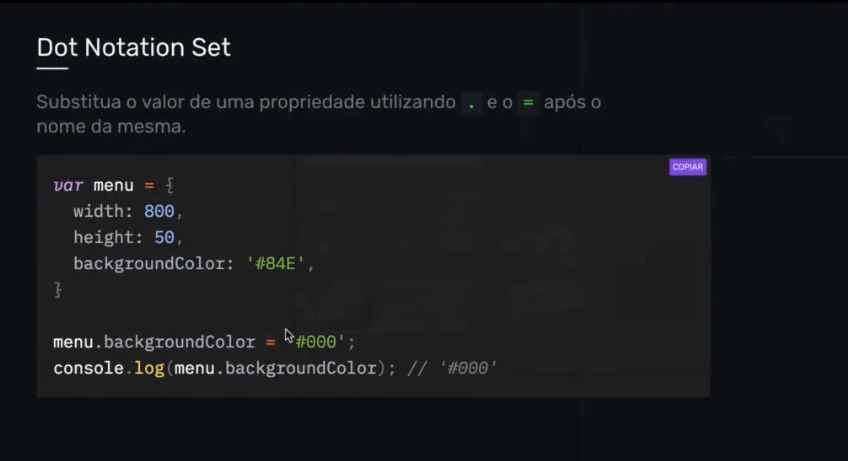 Dot Notation Set
Substitua o valor de uma propriedade utilizando . e o = após o
nome da mesma.
COPIAR
var menu = {
  width: 800,
  height: 50,
  backgroundColor: '#84E',
}
menu.backgroundColor = '#000';
console.log(menu.backgroundColor); // '#000'